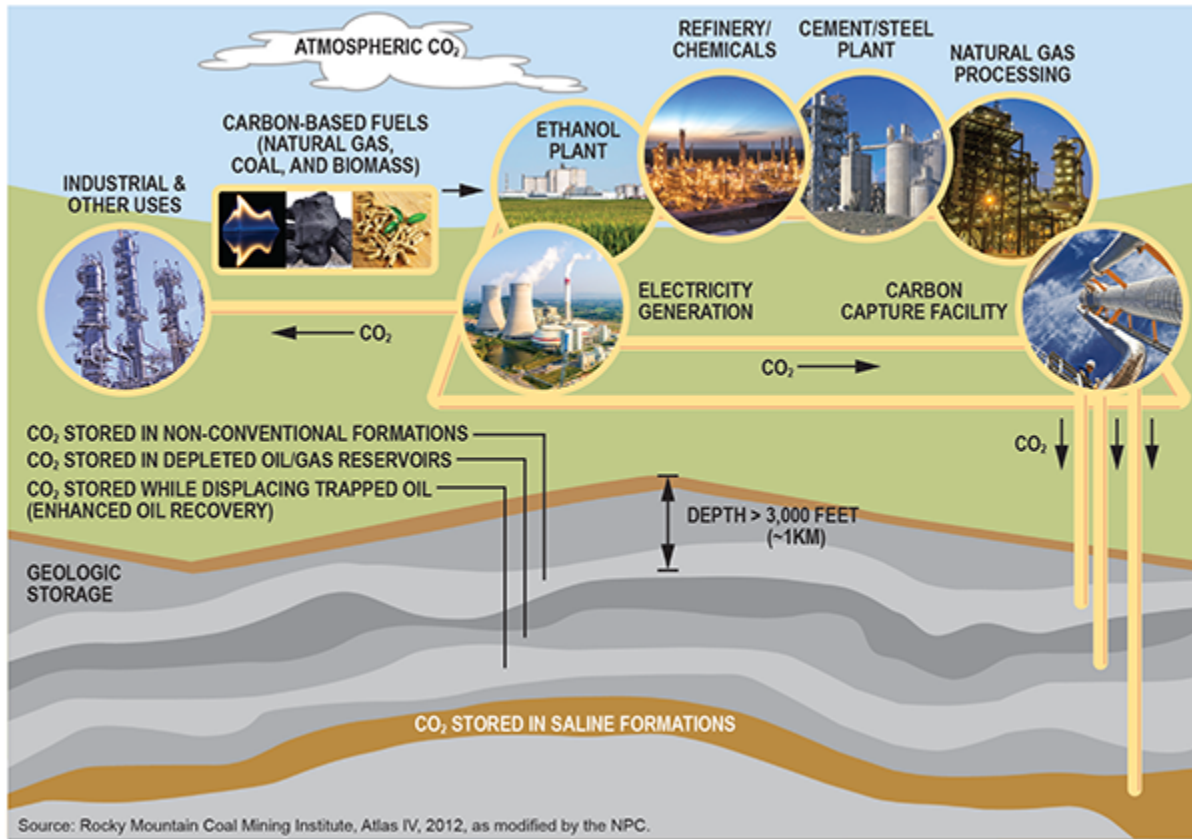 ATMOSPHERIC CO₂
REFINERY/
CHEMICALS
CEMENT/STEEL
PLANT
NATURAL GAS
PROCESSING
CARBON-BASED FUELS
(NATURAL GAS,
COAL, AND BIOMASS)
ETHANOL
PLANT
INDUSTRIAL &
OTHER USES
ELECTRICITY
GENERATION
CARBON
CAPTURE FACILITY
CO₂
CO₂
CO₂ STORED IN NON-CONVENTIONAL FORMATIONS
CO₂ STORED IN DEPLETED OIL/GAS RESERVOIRS
CO₂ STORED WHILE DISPLACING TRAPPED OIL
(ENHANCED OIL RECOVERY)
CO₂
DEPTH > 3,000 FEET
(~1KM)
GEOLOGIC
STORAGE
CO₂ STORED IN SALINE FORMATIONS
Source: Rocky Mountain Coal Mining Institute, Atlas IV, 2012, as modified by the NPC.